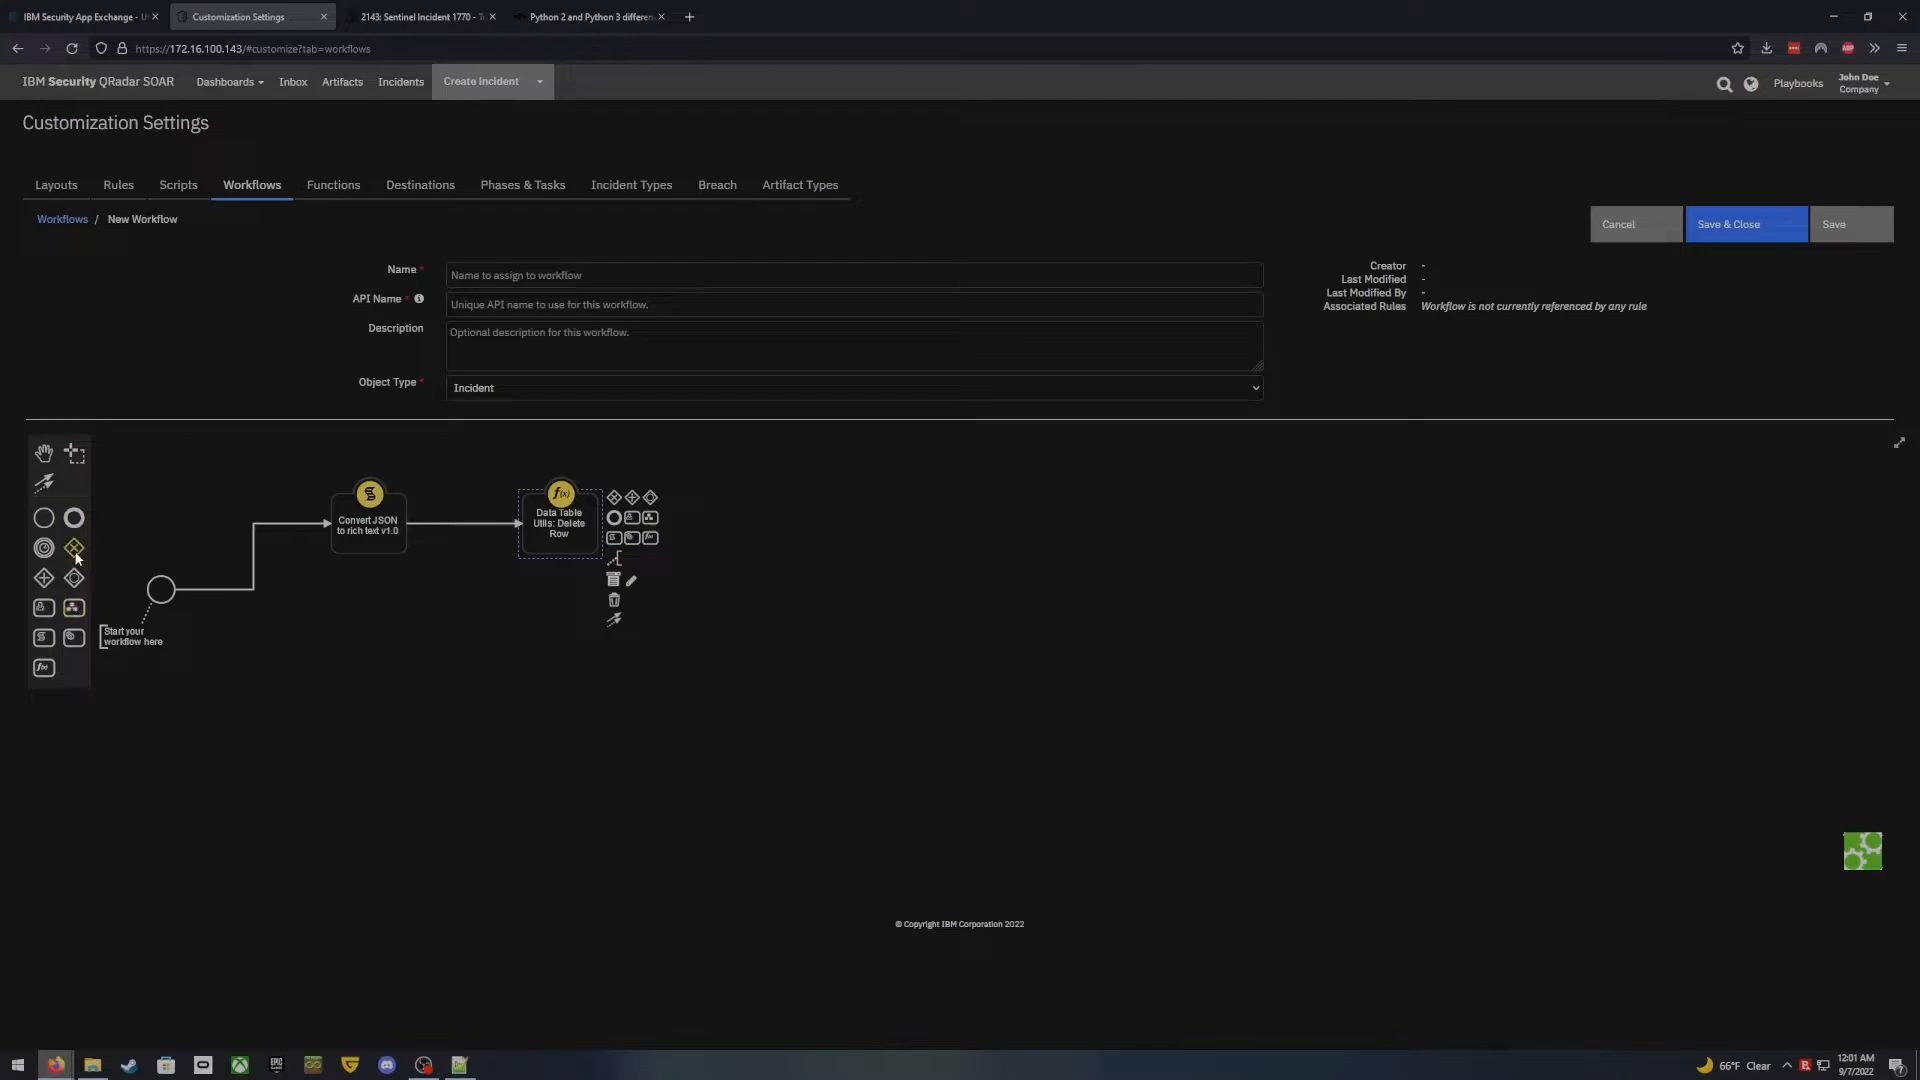 IBM Security App Exchange - U
Customization Settings
2143: Sentinel Incident 1770 - T
Python 2 and Python 3 differen
https://172.16.100.143/#customize?tab=workflows
IBM Security QRadar SOAR
Dashboards
Inbox
Artifacts
Incidents
Create Incident
Playbooks
John Doe
Company
Customization Settings
Layouts
Rules
Scripts
Workflows
Functions
Destinations
Phases & Tasks
Incident Types
Breach
Artifact Types
Workflows / New Workflow
Cancel
Save & Close
Save
Name *
Name to assign to workflow
API Name *
Unique API name to use for this workflow.
Description
Optional description for this workflow.
Object Type *
Incident
Creator -
Last Modified -
Last Modified By -
Associated Rules Workflow is not currently referenced by any rule
Convert JSON
to rich text v1.0
f(x)
Data Table
Utils: Delete
Row
Start your
workflow here
f(x)
© Copyright IBM Corporation 2022
EPIC
66°F Clear
12:01 AM
9/7/2022